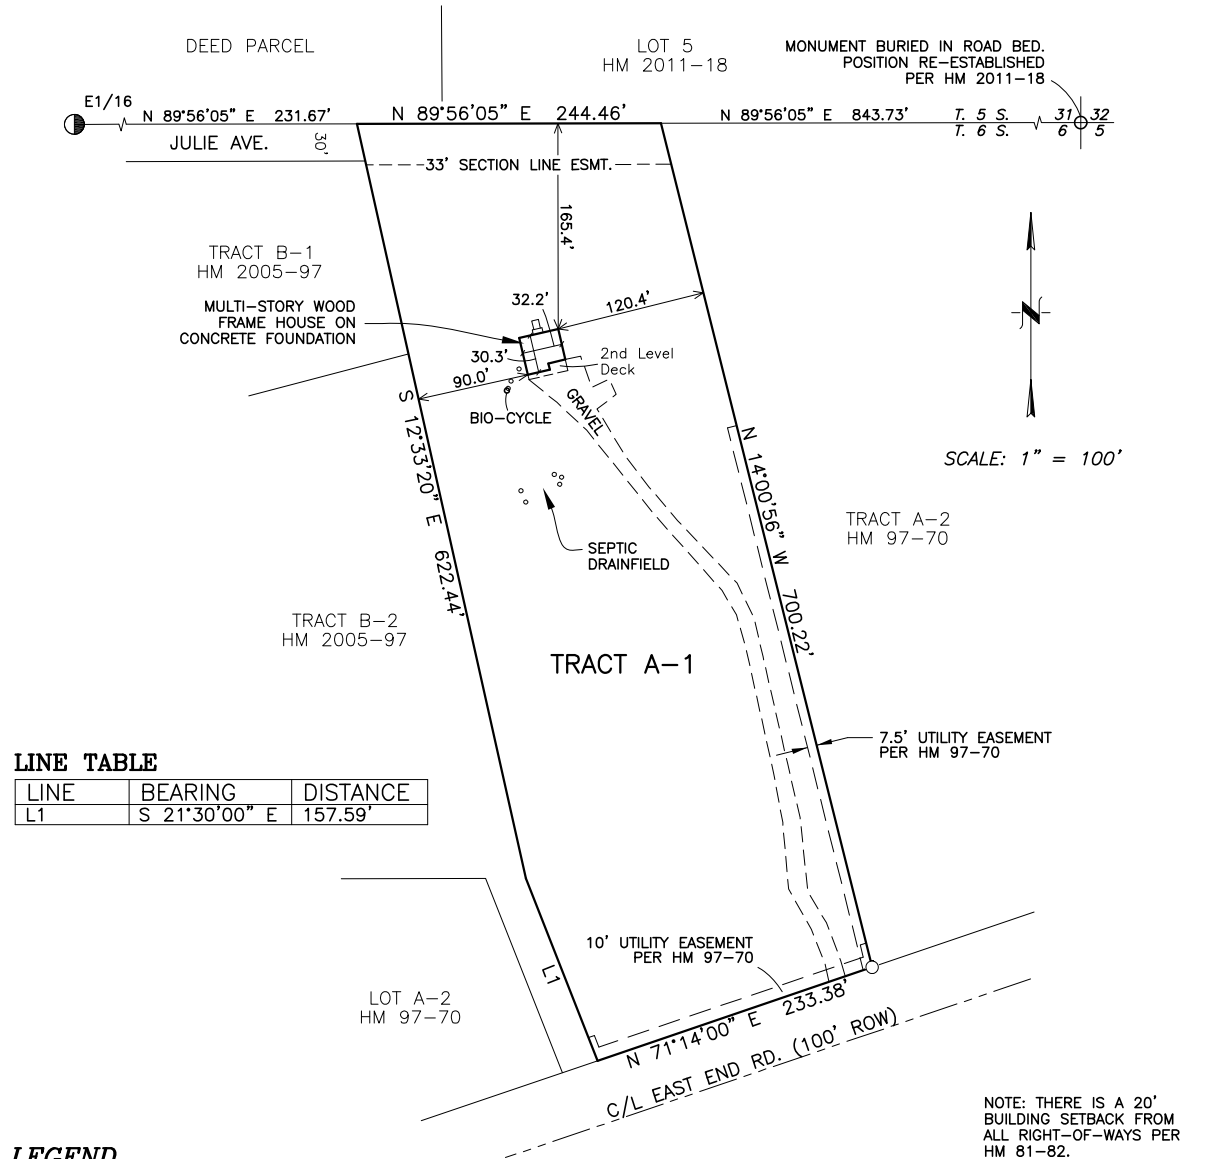 DEED PARCEL
LOT 5
HM 2011-18
MONUMENT BURIED IN ROAD BED.
POSITION RE-ESTABLISHED
PER HM 2011-18
E1/16
N 89°56'05" E 231.67'
N 89°56'05" E 244.46'
N 89°56'05" E 843.73'
T. 5 S.
T. 6 S.
31 32
6 5
JULIE AVE.
30'
33' SECTION LINE ESMT.
165.4'
TRACT B-1
HM 2005-97
MULTI-STORY WOOD
FRAME HOUSE ON
CONCRETE FOUNDATION
32.2'
120.4'
30.3'
2nd Level
Deck
90.0'
BIO-CYCLE
GRAVEL
N
SCALE: 1" = 100'
S 12°33'20" E 622.44'
N 14°00'56" W 700.22'
TRACT A-2
HM 97-70
SEPTIC
DRAINFIELD
TRACT B-2
HM 2005-97
TRACT A-1
7.5' UTILITY EASEMENT
PER HM 97-70
LINE TABLE
LINE BEARING DISTANCE
L1 S 21°30'00" E 157.59'
10' UTILITY EASEMENT
PER HM 97-70
L1
LOT A-2
HM 97-70
N 71°14'00" E 233.38'
C/L EAST END RD. (100' ROW)
NOTE: THERE IS A 20'
BUILDING SETBACK FROM
ALL RIGHT-OF-WAYS PER
HM 81-82.
LEGEND